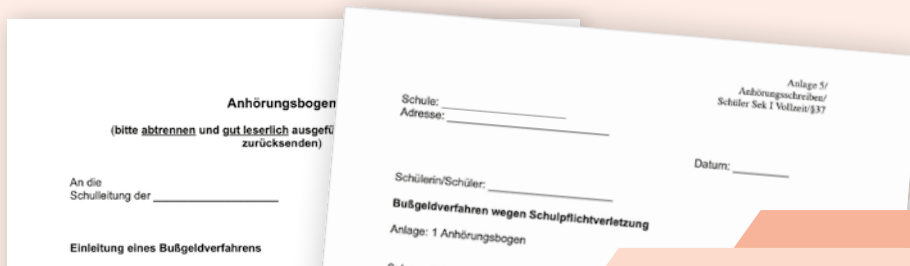 Anhörungsbogen
(bitte abtrennen und gut leserlich ausgefü
zurücksenden)
An die
Schulleitung der
Einleitung eines Bußgeldverfahrens
Anlage 5/
Anhörungsschreiben/
Schüler Sek I Vollzeit/§37
Schule:
Adresse:
Datum:
Schülerin/Schüler:
Bußgeldverfahren wegen Schulpflichtverletzung
Anlage: 1 Anhörungsbogen